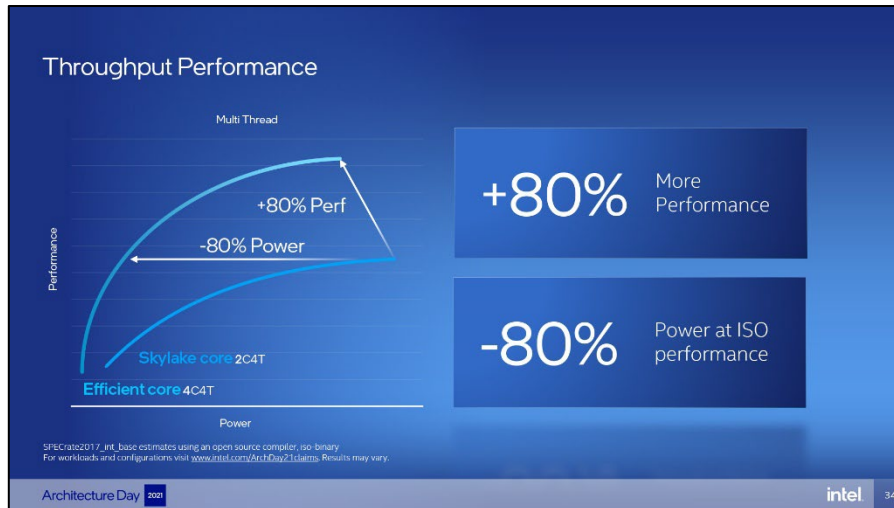 Throughput Performance
Multi Thread
+80% Perf
-80% Power
Performance
Skylake core 2C4T
Efficient core 4C4T
Power
+80%
More
Performance
-80%
Power at ISO
performance
SPECrate2017_int_base estimates using an open source compiler, iso-binary
For workloads and configurations visit www.intel.com/ArchDay21claims. Results may vary.
Architecture Day 2021
intel. 34